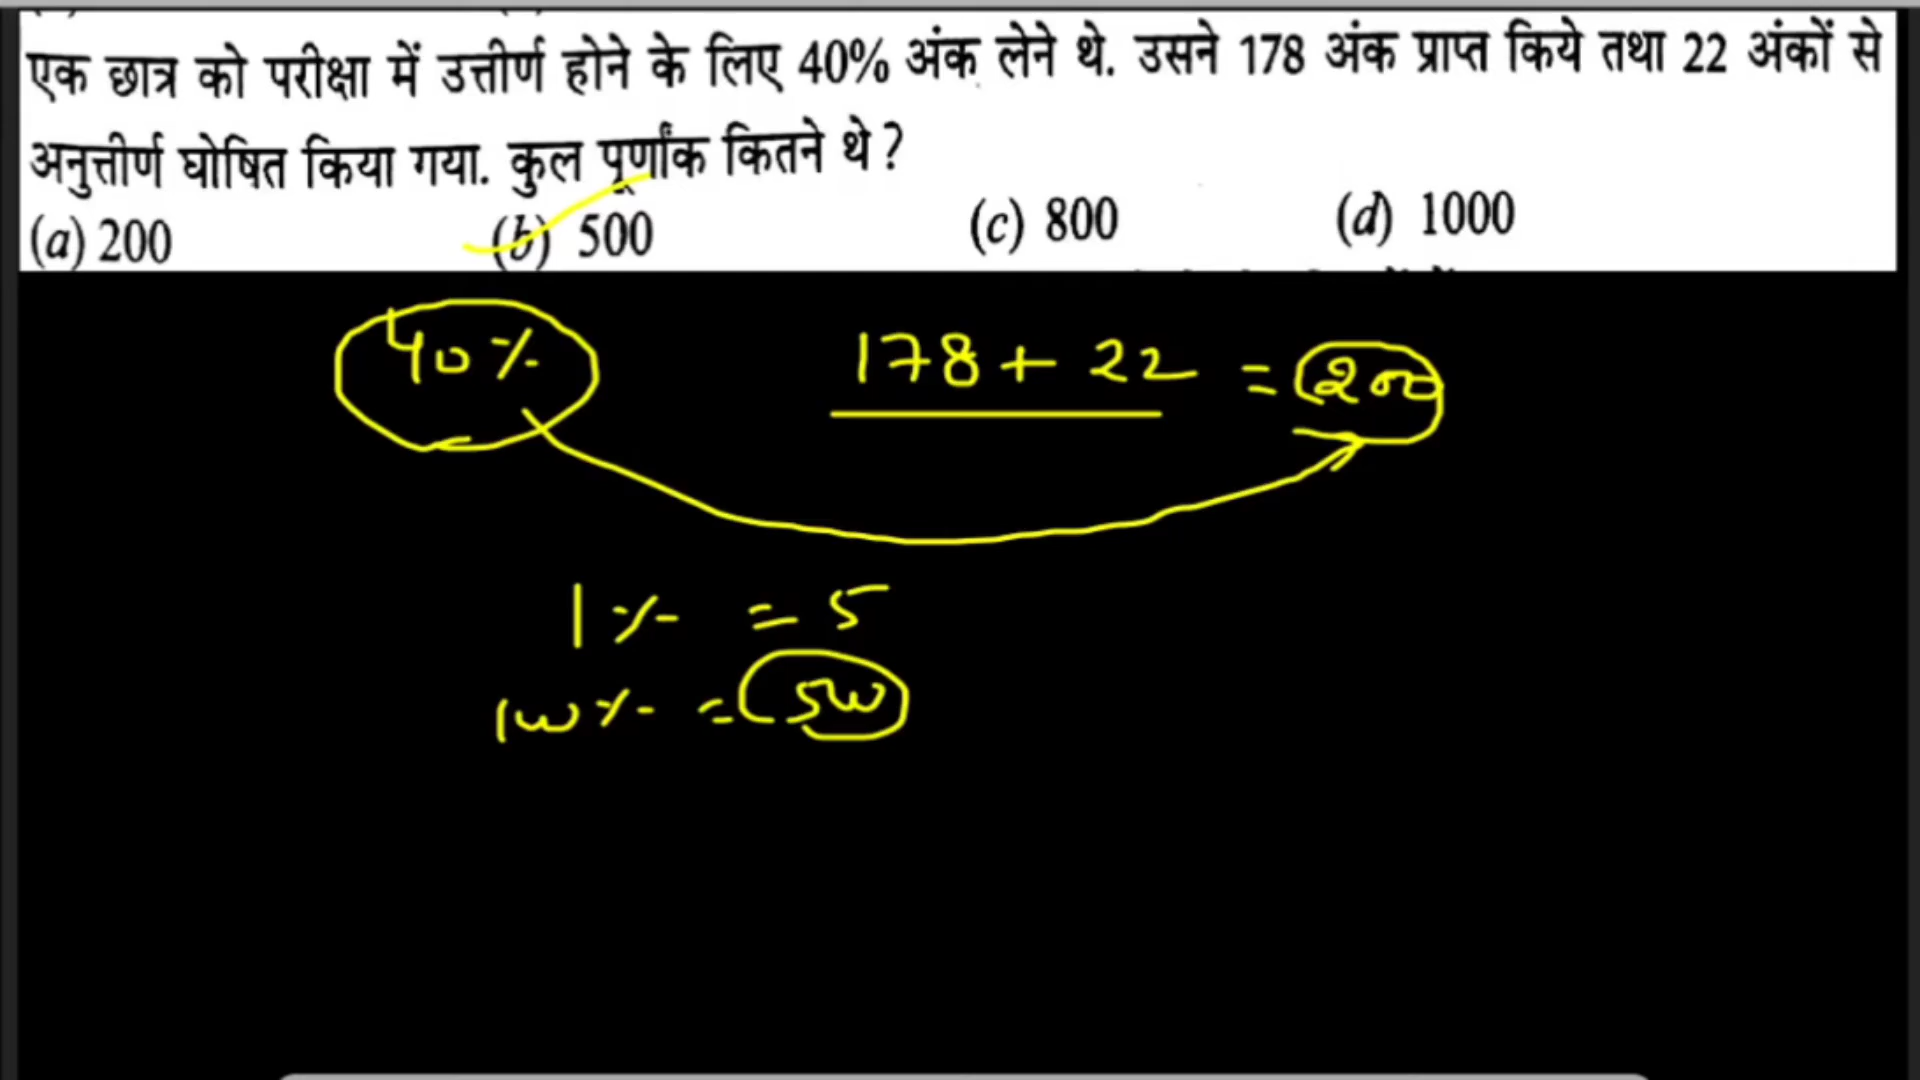 एक छात्र को परीक्षा में उत्तीर्ण होने के लिए 40% अंक लेने थे. उसने 178 अंक प्राप्त किये तथा 22 अंकों से
अनुत्तीर्ण घोषित किया गया. कुल पूर्णांक कितने थे ?
(a) 200 (b) 500 (c) 800 (d) 1000
40% 178 + 22 = 200
1% = 5
100% = 500